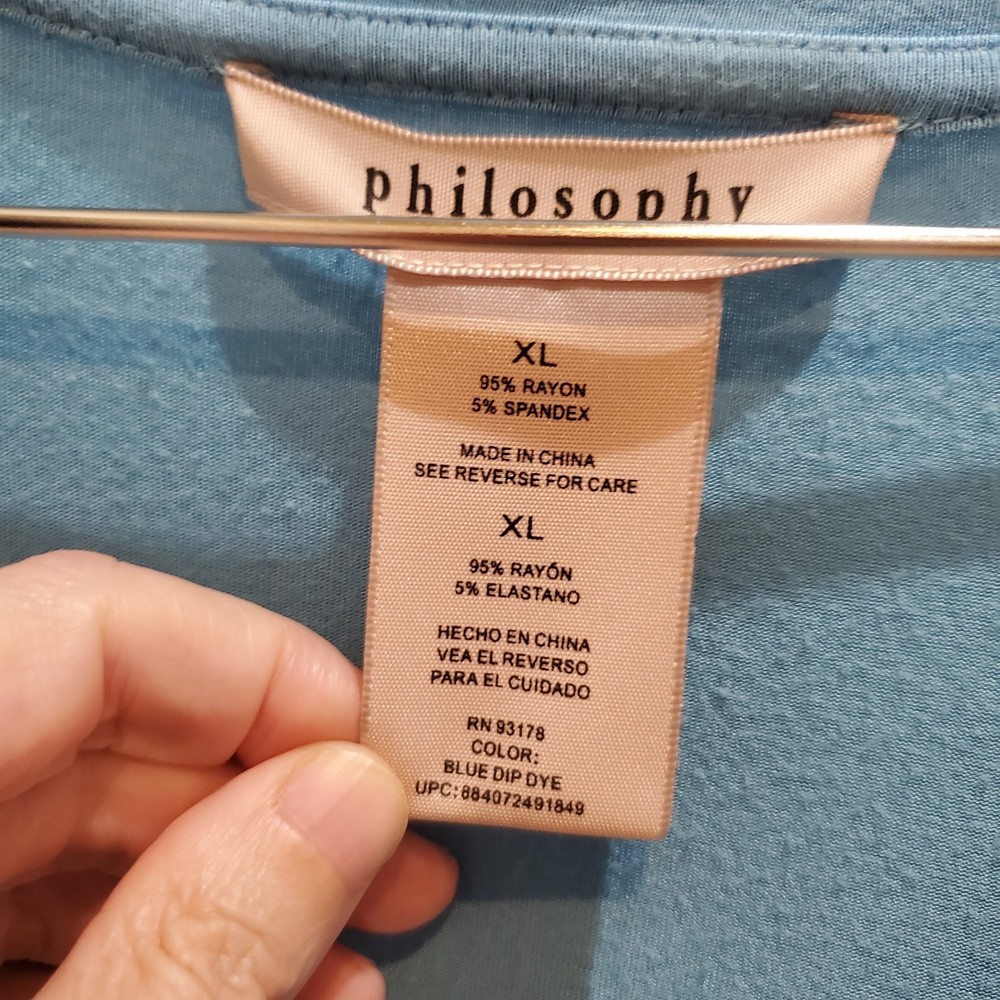 philosophy
XL
95% RAYON
5% SPANDEX
MADE IN CHINA
SEE REVERSE FOR CARE
XL
95% RAYÓN
5% ELASTANO
HECHO EN CHINA
VEA EL REVERSO
PARA EL CUIDADO
RN 93178
COLOR:
BLUE DIP DYE
UPC:884072491849